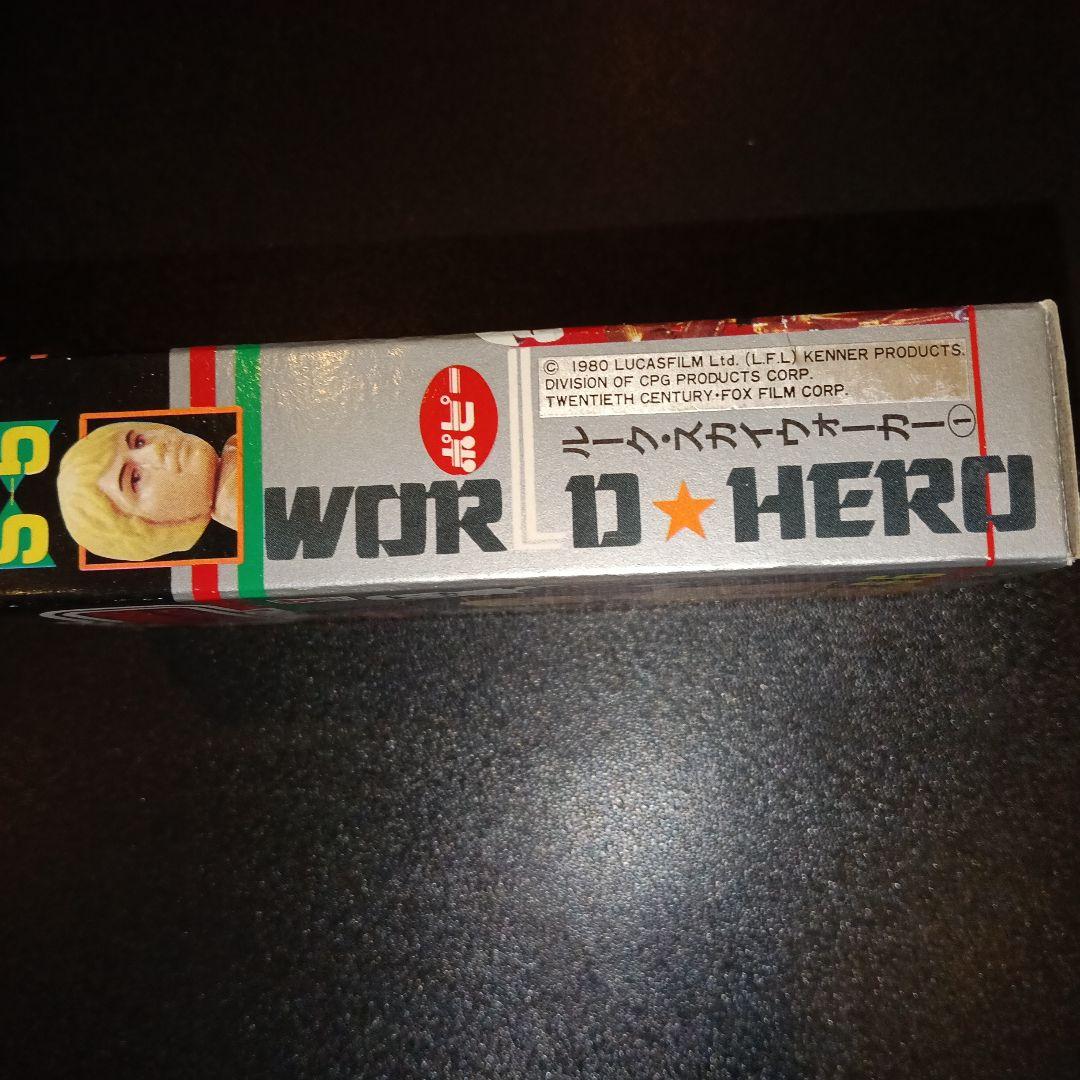 © 1980 LUCASFILM Ltd. (L.F.L) KENNER PRODUCTS.
DIVISION OF CPG PRODUCTS CORP.
TWENTIETH CENTURY·FOX FILM CORP.
ポピー
ルーク・スカイウォーカー①
WORLD★HERO